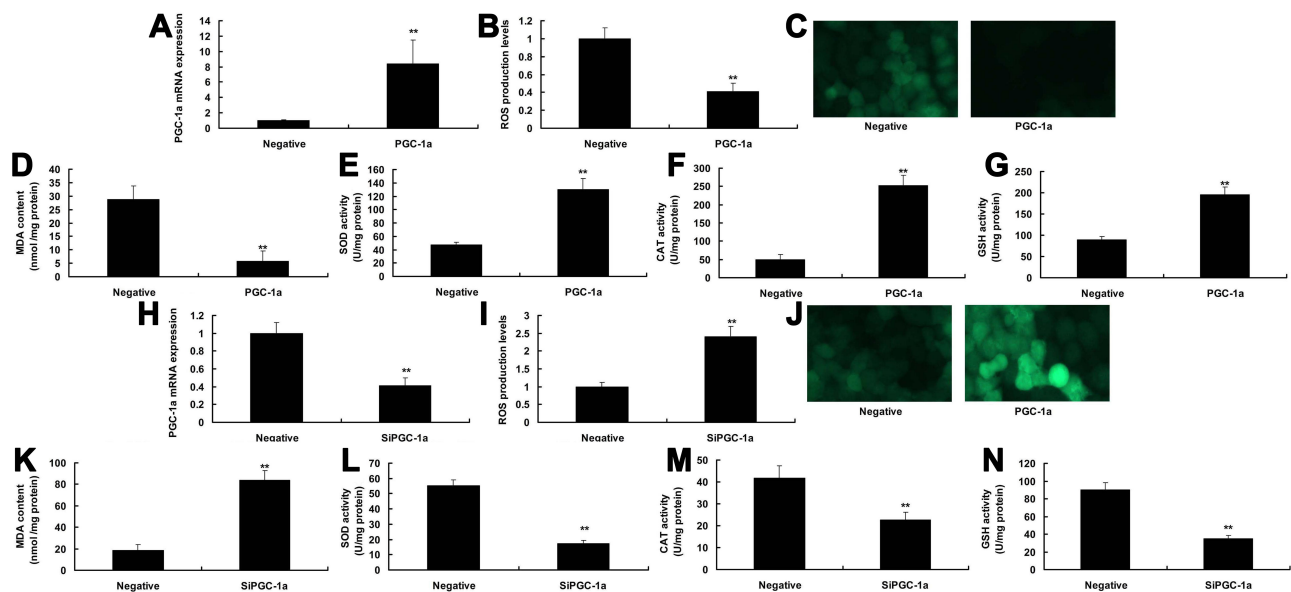 A
PGC-1a mRNA expression
14
12
10
8
6
4
2
0
**
Negative
PGC-1a
B
ROS production levels
1.2
1
0.8
0.6
0.4
0.2
0
**
Negative
PGC-1a
C
Negative
PGC-1a
D
MDA content
(nmol /mg protein)
40
35
30
25
20
15
10
5
0
**
Negative
PGC-1a
E
SOD activity
(U/mg protein)
160
140
120
100
80
60
40
20
0
**
Negative
PGC-1a
F
CAT activity
(U/mg protein)
300
250
200
150
100
50
0
**
Negative
PGC-1a
G
GSH activity
(U/mg protein)
250
200
150
100
50
0
**
Negative
PGC-1a
H
PGC-1a mRNA expression
1.2
1
0.8
0.6
0.4
0.2
0
**
Negative
SiPGC-1a
I
ROS production levels
3
2.5
2
1.5
1
0.5
0
**
Negative
SiPGC-1a
J
Negative
PGC-1a
K
MDA content
(nmol /mg protein)
100
80
60
40
20
0
**
Negative
SiPGC-1a
L
SOD activity
(U/mg protein)
70
60
50
40
30
20
10
0
**
Negative
SiPGC-1a
M
CAT activity
(U/mg protein)
50
40
30
20
10
0
**
Negative
SiPGC-1a
N
GSH activity
(U/mg protein)
120
100
80
60
40
20
0
**
Negative
SiPGC-1a